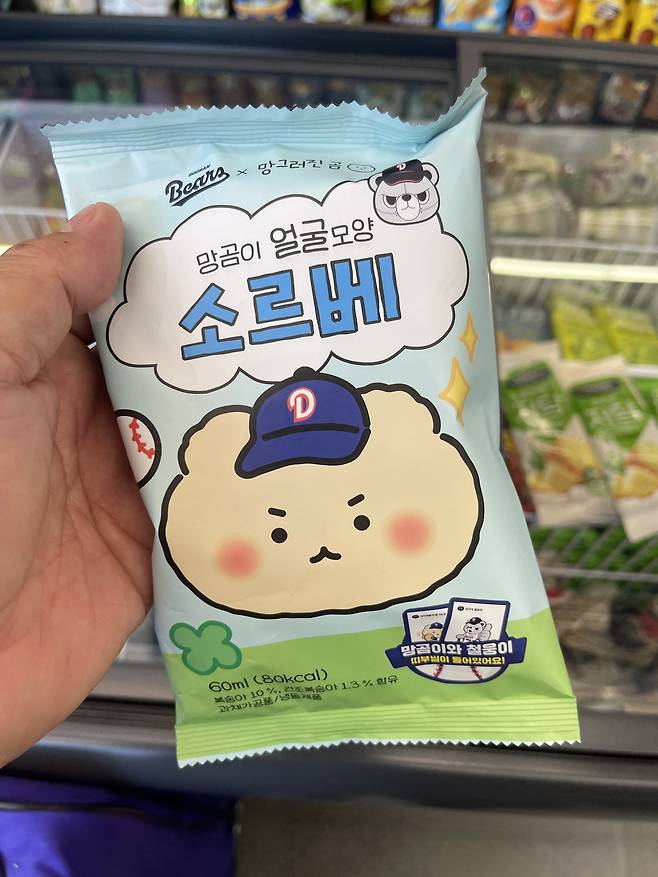 DOOSAN
Bears × 망그러진 곰
D
망곰이 얼굴모양
소르베
D
망곰이와 철웅이
띠부씰이 들어있어요!
60ml (80kcal)
복숭아 10 %, 건조복숭아 1.3 % 함유
과채가공품/냉동제품